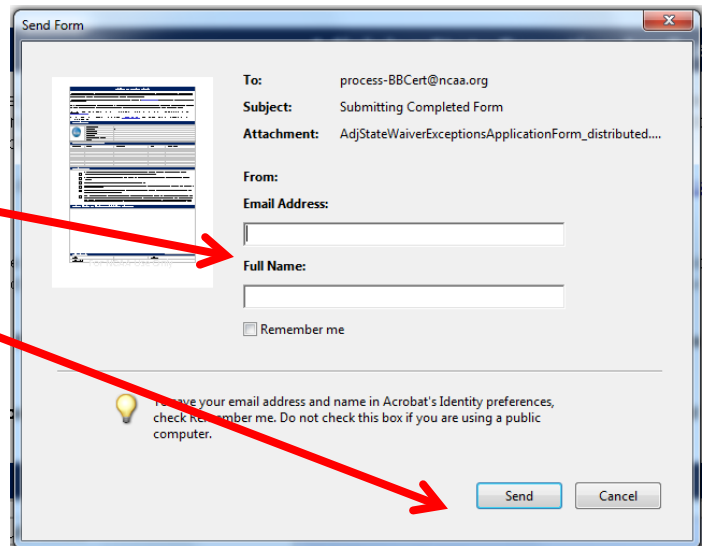 Send Form
To: process-BBCert@ncaa.org
Subject: Submitting Completed Form
Attachment: AdjStateWaiverExceptionsApplicationForm_distributed....
From:
Email Address:
Full Name:
Remember me
To save your email address and name in Acrobat's Identity preferences,
check Remember me. Do not check this box if you are using a public
computer.
Send Cancel